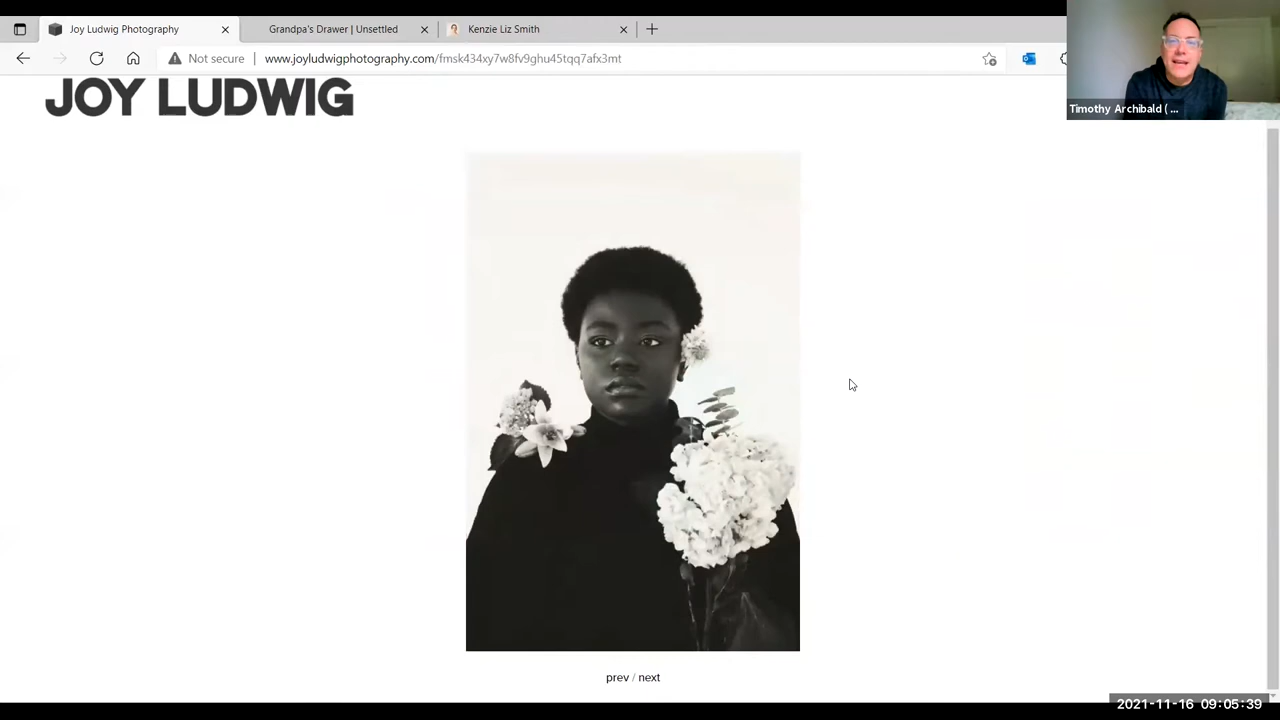 Joy Ludwig Photography
Grandpa's Drawer | Unsettled
Kenzie Liz Smith
Not secure
www.joyludwigphotography.com/fmsk434xy7w8fv9ghu45tqq7afx3mt
JOY LUDWIG
Timothy Archibald ( ...
prev / next
2021-11-16 09:05:39